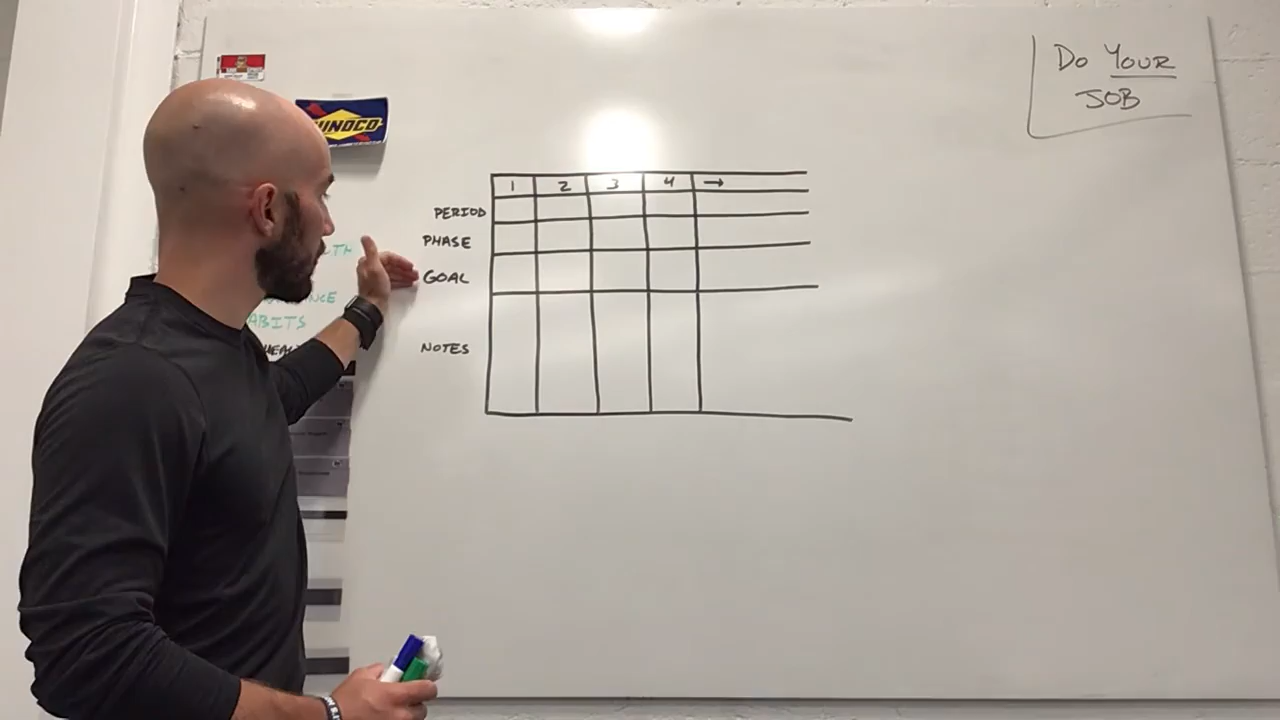 Do YOUR
JOB
SUNOCO
1 2 3 4 →
PERIOD
PHASE
GOAL
NOTES
ABITS